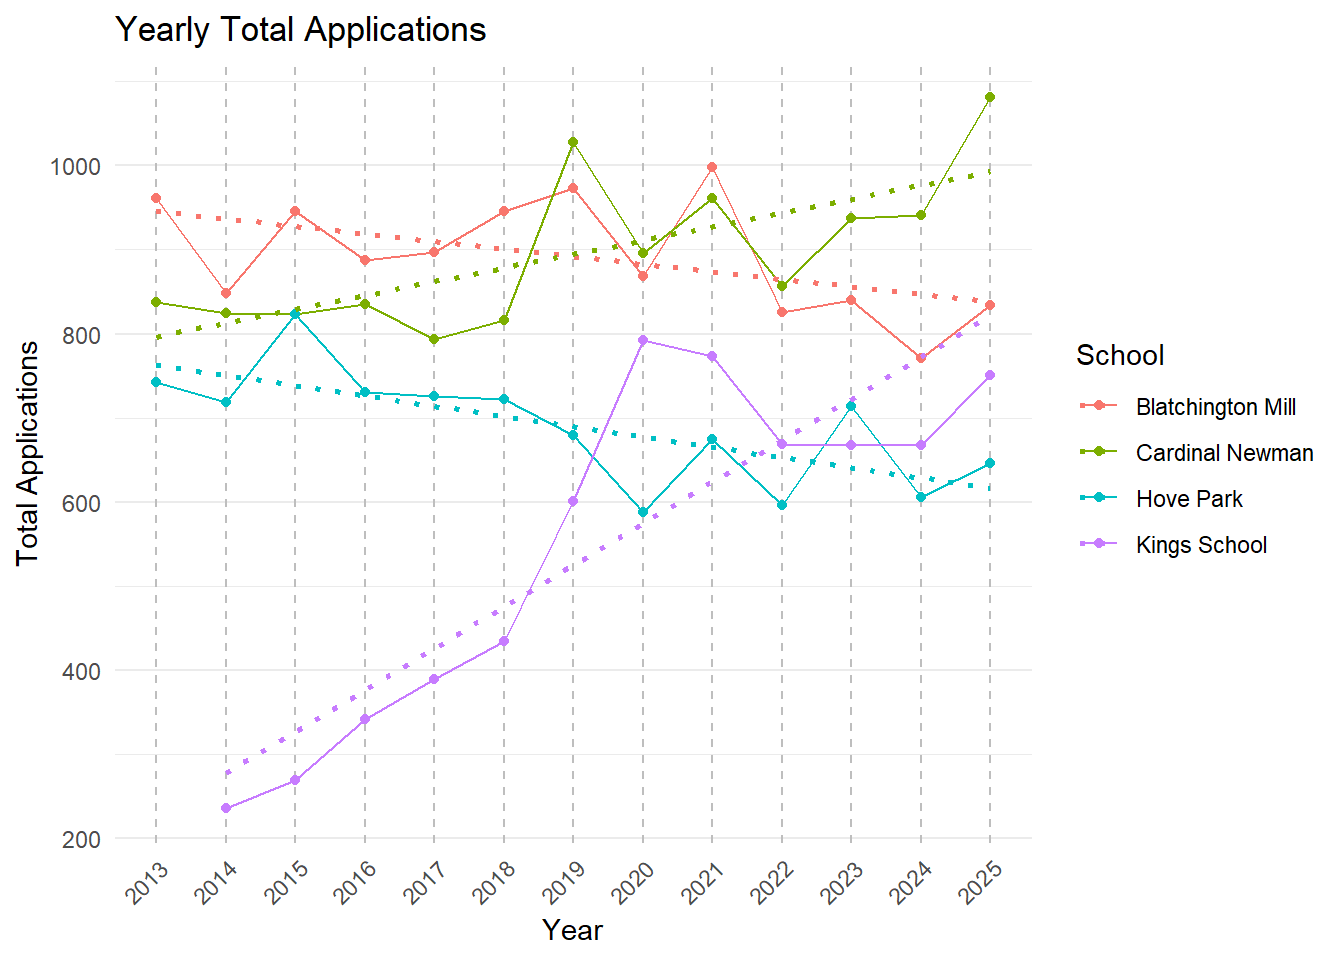 Yearly Total Applications
Total Applications
1000
800
600
400
200
2013
2014
2015
2016
2017
2018
2019
2020
2021
2022
2023
2024
2025
Year
School
Blatchington Mill
Cardinal Newman
Hove Park
Kings School